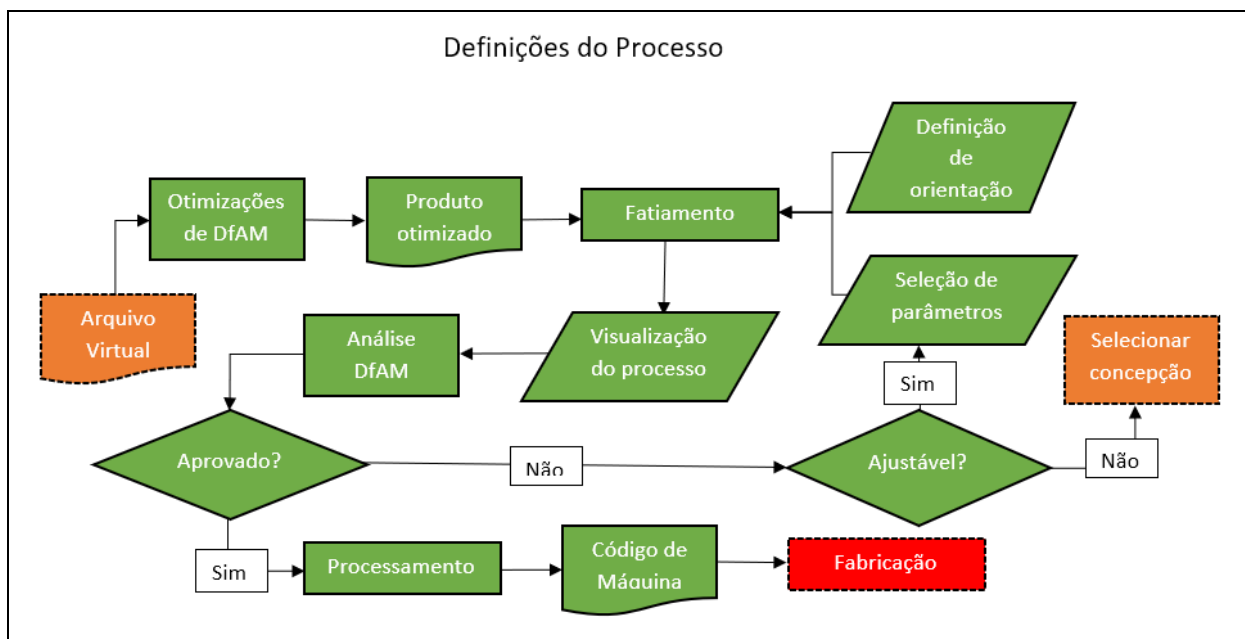 Definições do Processo
Definição
de
orientação
Otimizações
de DfAM
Produto
otimizado
Fatiamento
Seleção de
parâmetros
Arquivo
Virtual
Análise
DfAM
Visualização
do processo
Selecionar
concepção
Sim
Aprovado?
Não
Ajustável?
Não
Sim
Processamento
Código de
Máquina
Fabricação